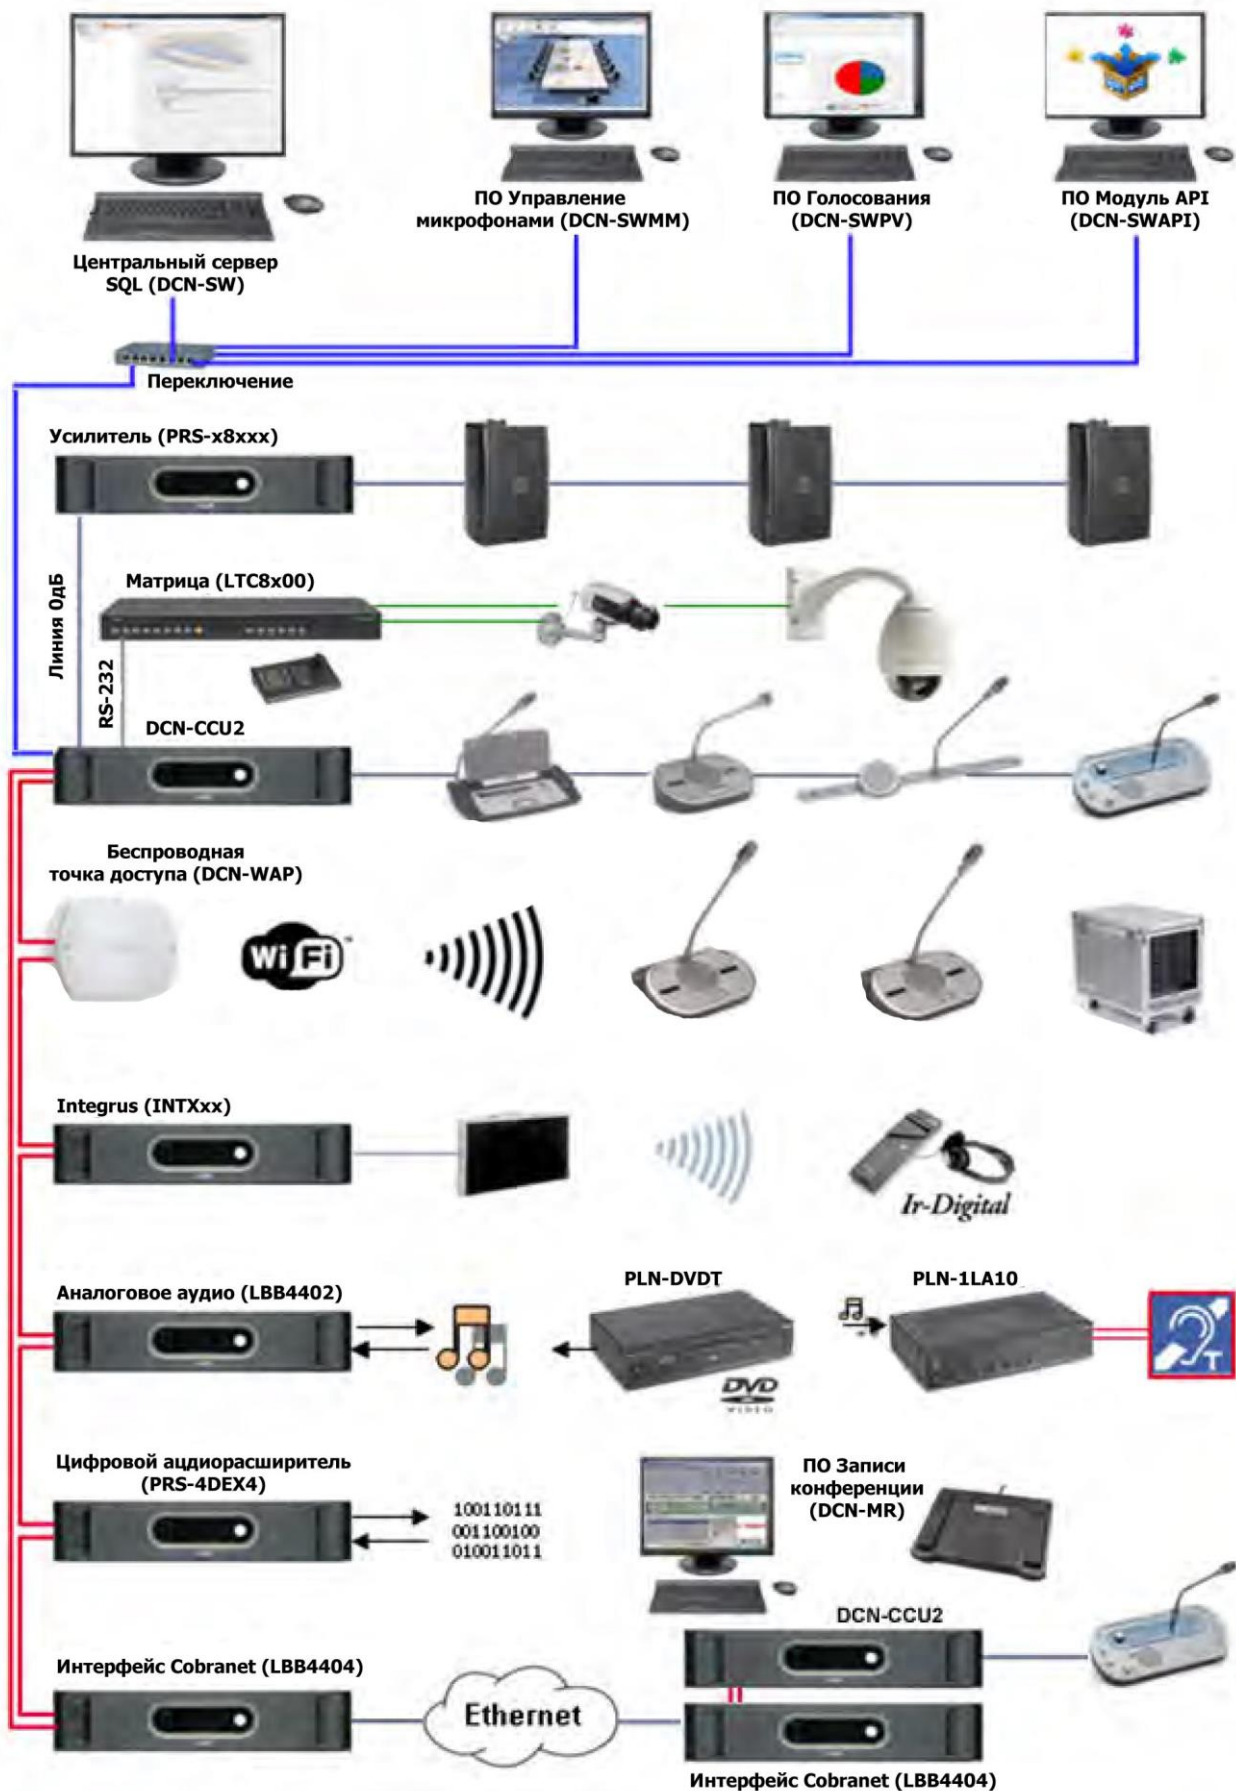 ПО Управление
микрофонами (DCN-SWMM)
ПО Голосования
(DCN-SWPV)
ПО Модуль API
(DCN-SWAPI)
Центральный сервер
SQL (DCN-SW)
Переключение
Усилитель (PRS-x8xxx)
Линия 0дБ
Матрица (LTC8x00)
RS-232
DCN-CCU2
Беспроводная
точка доступа (DCN-WAP)
Wi Fi
Integrus (INTXxx)
Ir-Digital
Аналоговое аудио (LBB4402)
PLN-DVDT
PLN-1LA10
DVD
VIDEO
T
Цифровой аудиорасширитель
(PRS-4DEX4)
100110111
001100100
010011011
ПО Записи
конференции
(DCN-MR)
DCN-CCU2
Интерфейс Cobranet (LBB4404)
Ethernet
Интерфейс Cobranet (LBB4404)